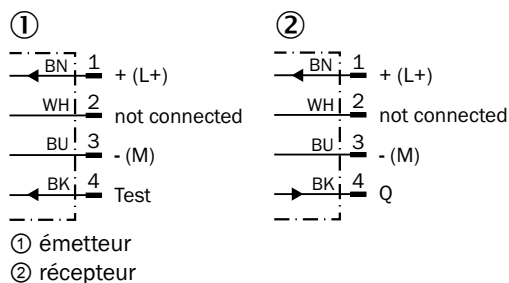 ① ②
BN 1 + (L+) BN 1 + (L+)
WH 2 not connected WH 2 not connected
BU 3 - (M) BU 3 - (M)
BK 4 Test BK 4 Q
① émetteur
② récepteur